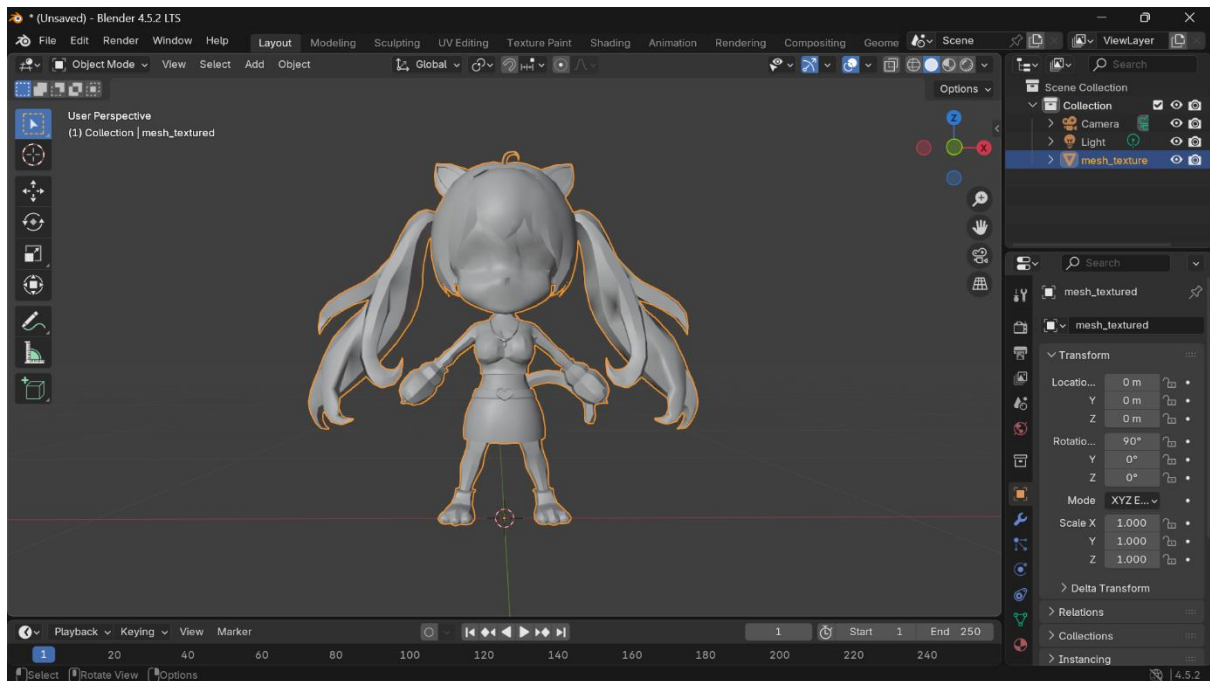 * (Unsaved) - Blender 4.5.2 LTS
File Edit Render Window Help Layout Modeling Sculpting UV Editing Texture Paint Shading Animation Rendering Compositing Geome Scene ViewLayer
Object Mode View Select Add Object Global Search
Options
User Perspective
(1) Collection | mesh_textured
Z
X
Scene Collection
Collection
Camera
Light
mesh_texture
Search
mesh_textured
mesh_textured
Transform
Locatio... 0 m
Y 0 m
Z 0 m
Rotatio... 90°
Y 0°
Z 0°
Mode XYZ E...
Scale X 1.000
Y 1.000
Z 1.000
Delta Transform
Relations
Collections
Instancing
Playback Keying View Marker 1 Start 1 End 250
1 20 40 60 80 100 120 140 160 180 200 220 240
Select Rotate View Options 4.5.2